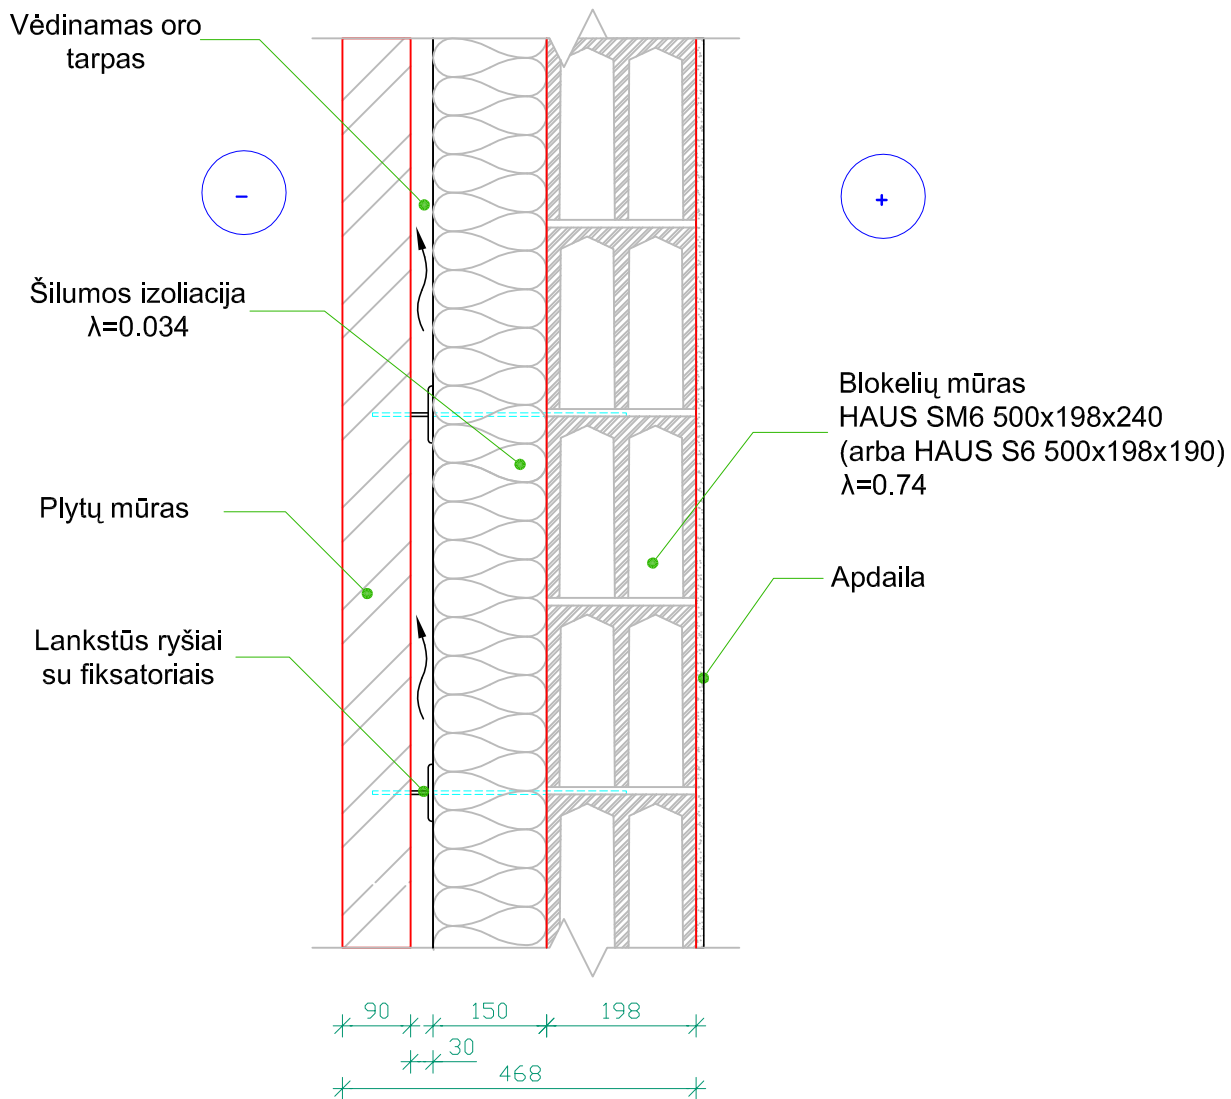 Vėdinamas oro
tarpas
-
+
Šilumos izoliacija
λ=0.034
Blokelių mūras
HAUS SM6 500x198x240
(arba HAUS S6 500x198x190)
λ=0.74
Plytų mūras
Apdaila
Lankstūs ryšiai
su fiksatoriais
90
150
198
30
468